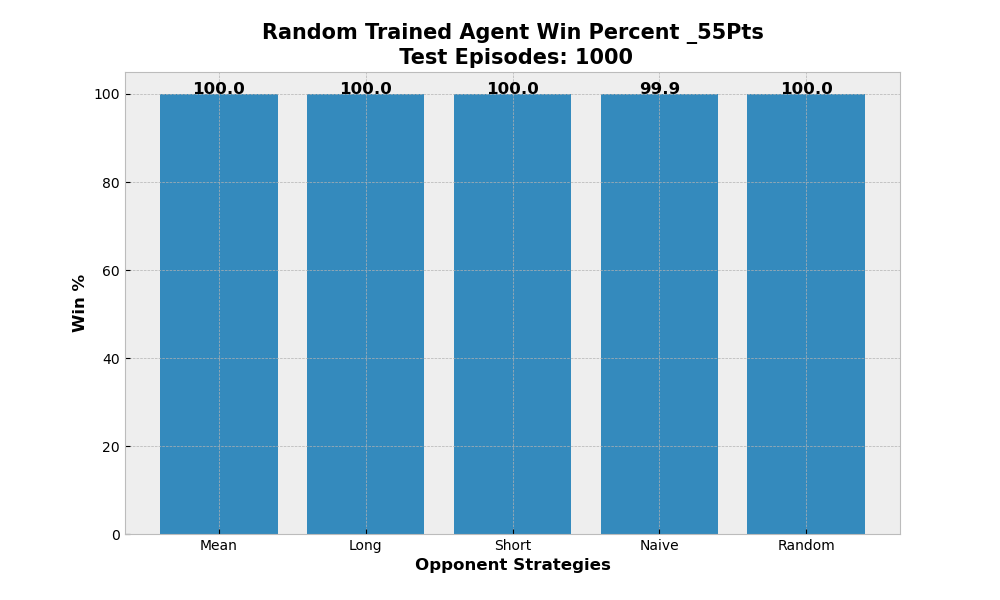 Random Trained Agent Win Percent _55Pts
Test Episodes: 1000
100.0 100.0 100.0 99.9 100.0
100
80
60
40
20
0
Win %
Mean Long Short Naive Random
Opponent Strategies